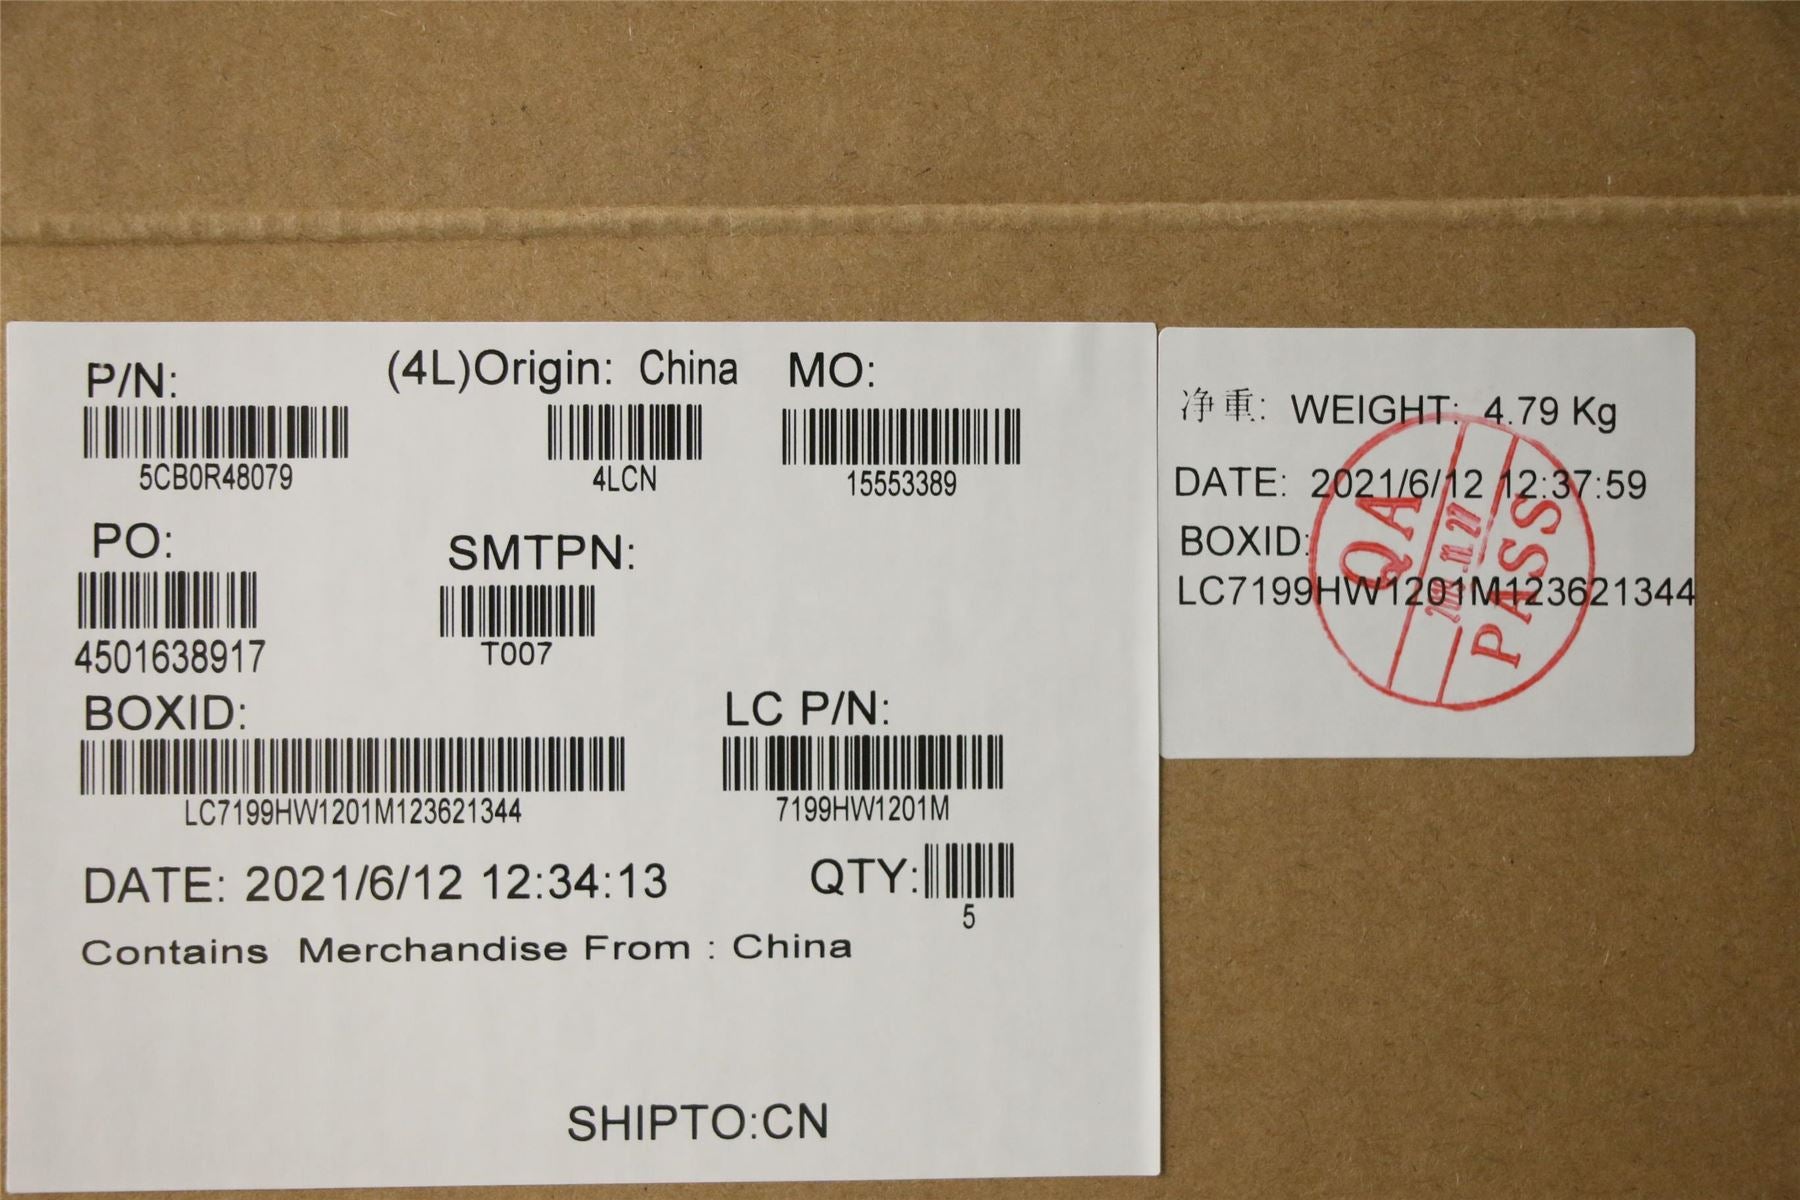 P/N: (4L)Origin: China MO:
5CB0R48079 4LCN 15553389
PO: SMTPN:
4501638917 T007
BOXID: LC P/N:
LC7199HW1201M123621344 7199HW1201M
DATE: 2021/6/12 12:34:13 QTY:
5
Contains Merchandise From : China
SHIPTO:CN
净重: WEIGHT: 4.79 Kg
DATE: 2021/6/12 12:37:59
BOXID:
LC7199HW1201M123621344
QA
PASS